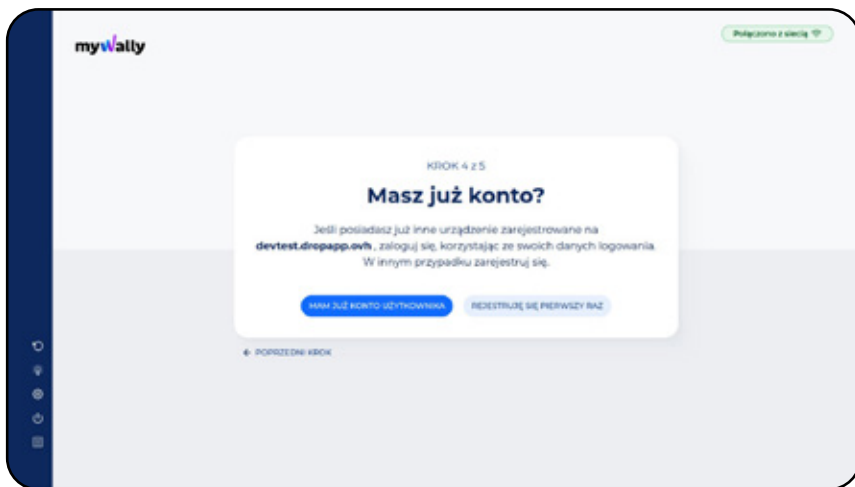 myWally
Połączono z siecią
KROK 4 z 5
Masz już konto?
Jeśli posiadasz już inne urządzenie zarejestrowane na
devtest.dropapp.ovh, zaloguj się, korzystając ze swoich danych logowania.
W innym przypadku zarejestruj się.
MAM JUŻ KONTO UŻYTKOWNIKA
REJESTRUJĘ SIĘ PIERWSZY RAZ
POPRZEDNI KROK